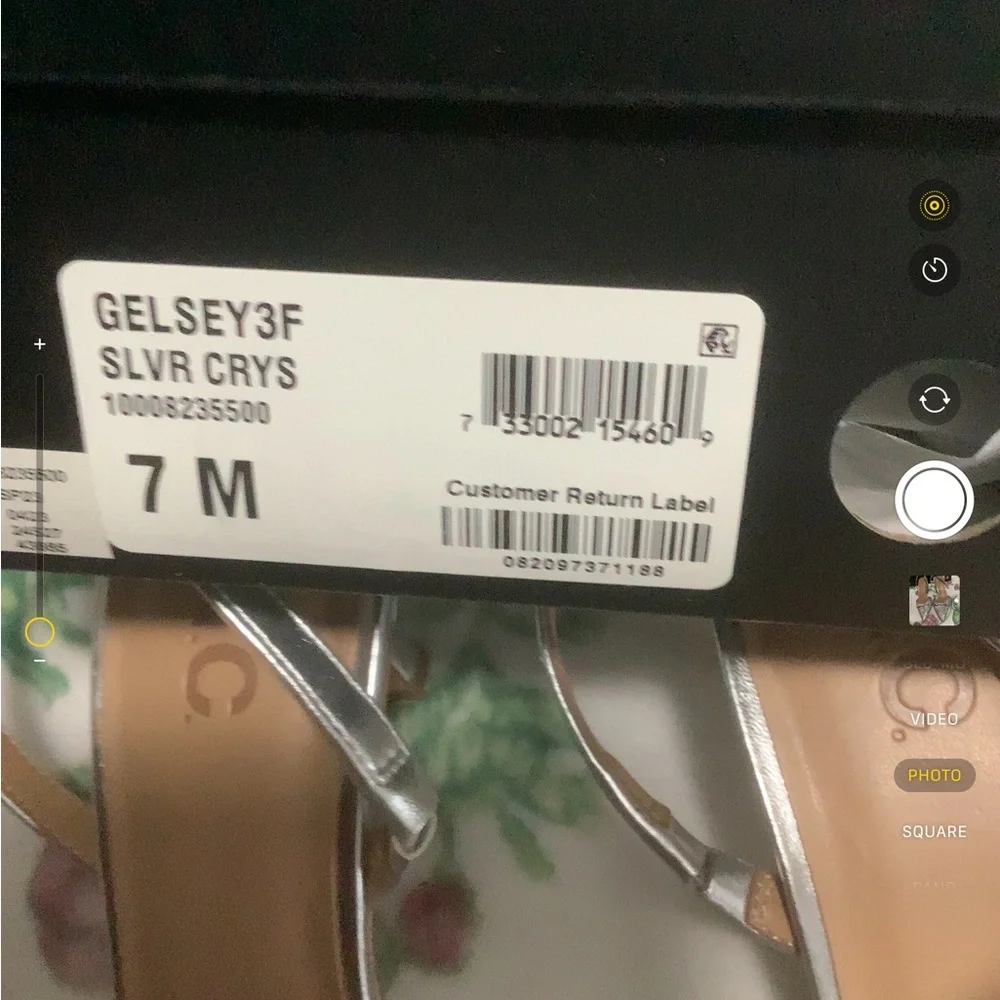 GELSEY3F
SLVR CRYS
10008235500
7 M
7 33002 15460 9
Customer Return Label
082097371188
C.
VIDEO
PHOTO
SQUARE